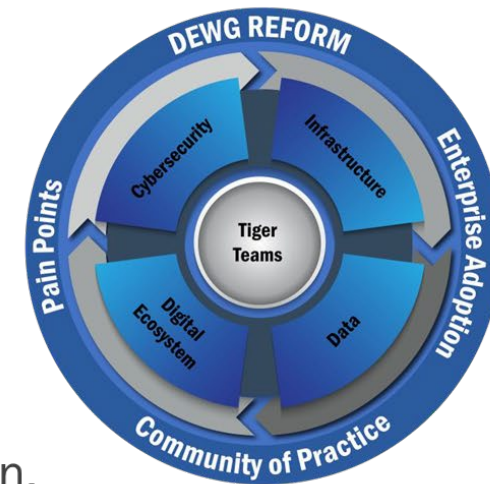 DEWG REFORM
Cybersecurity
Infrastructure
Pain Points
Enterprise Adoption
Tiger
Teams
Digital
Ecosystem
Data
Community of Practice
n.